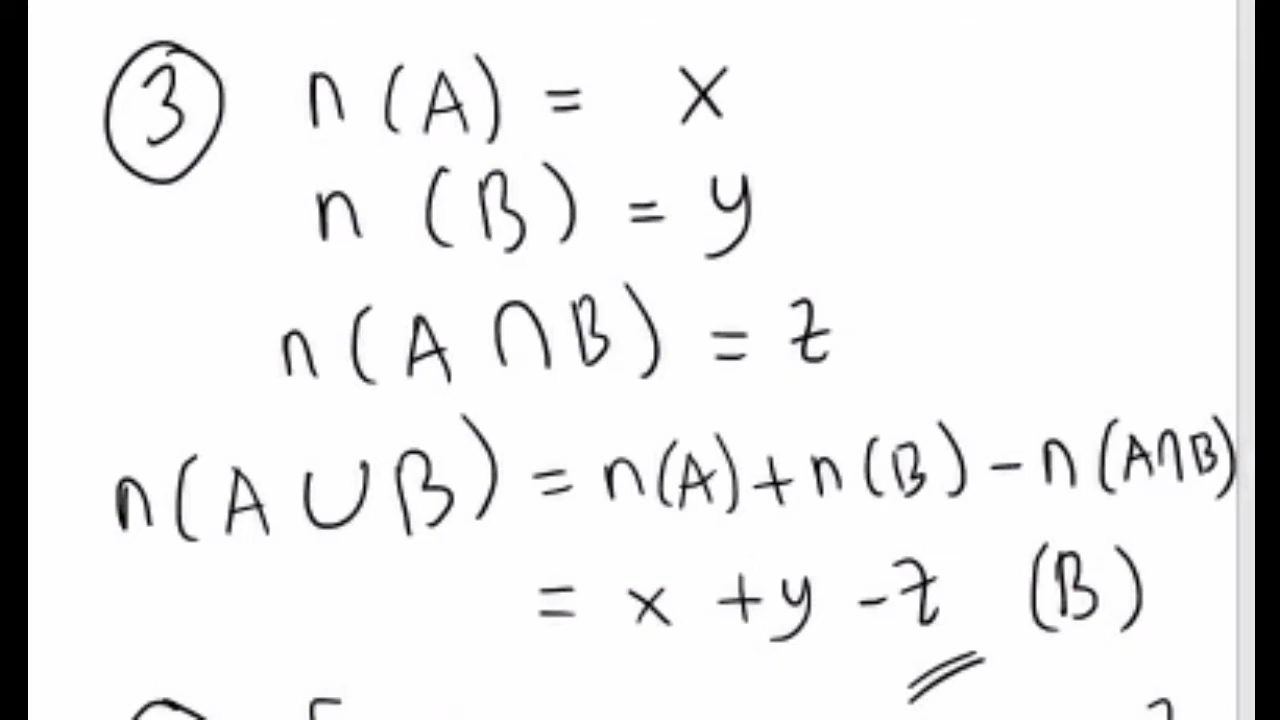 3 n(A) = x
n(B) = y
n(A ∩ B) = z
n(A ∪ B) = n(A) + n(B) - n(A∩B)
= x + y - z (B)